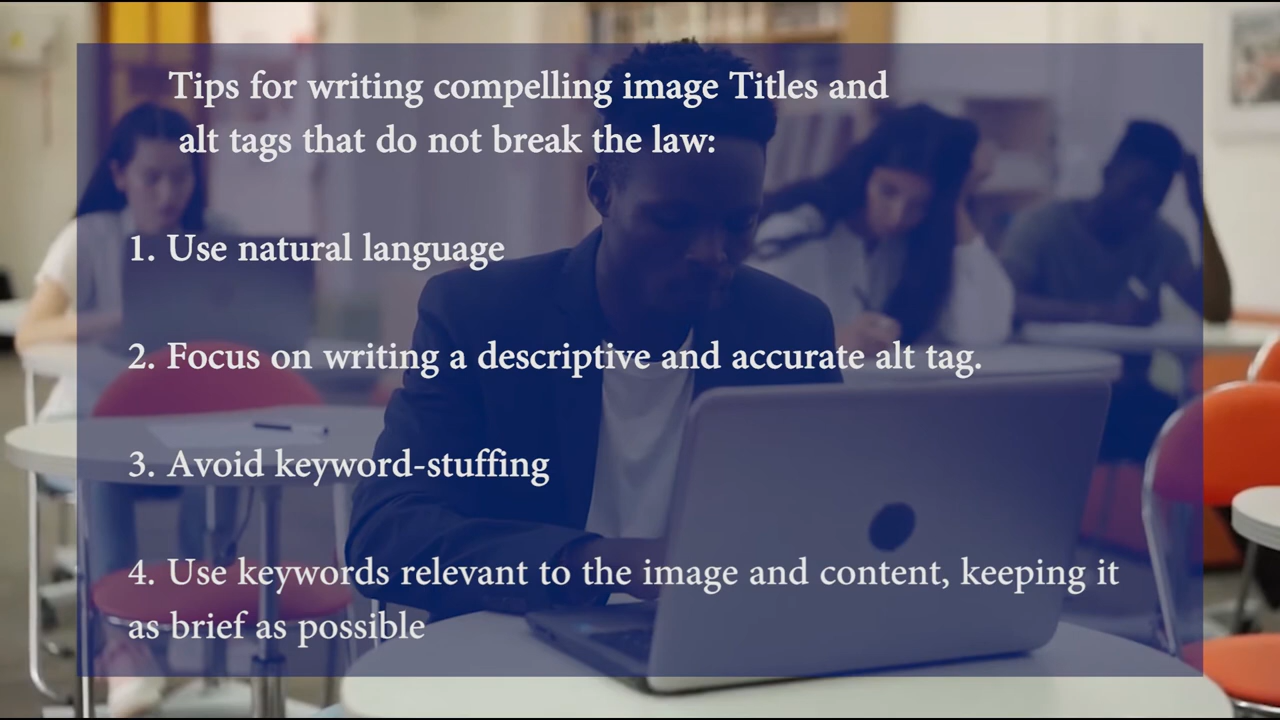 Tips for writing compelling image Titles and
alt tags that do not break the law:
1. Use natural language
2. Focus on writing a descriptive and accurate alt tag.
3. Avoid keyword-stuffing
4. Use keywords relevant to the image and content, keeping it
as brief as possible